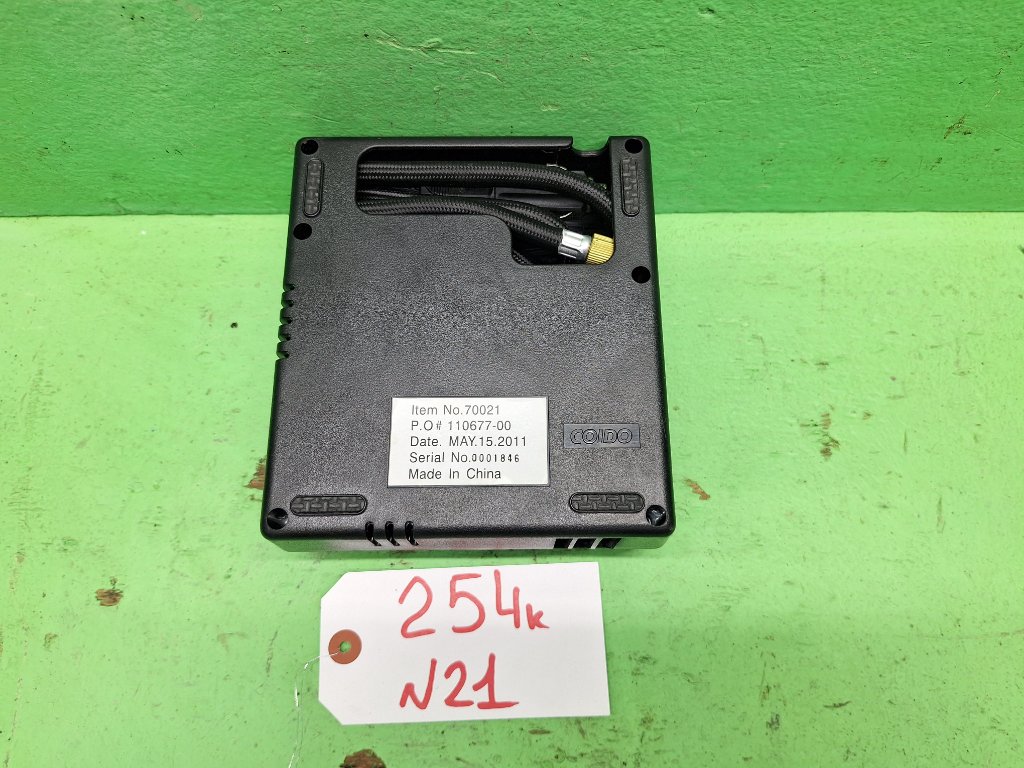 Item No.70021
P.O# 110677-00
Date. MAY.15.2011
Serial No.0001846
Made In China
COIDO
254K
N21